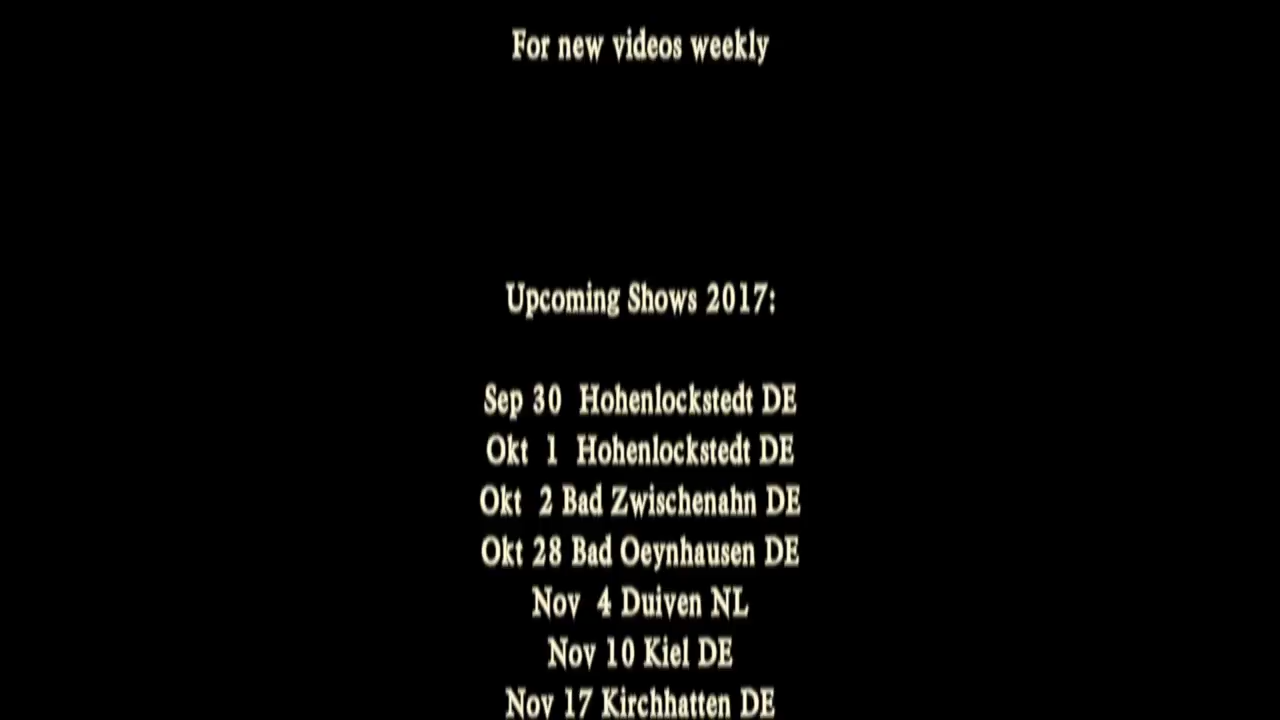 For new videos weekly
Upcoming Shows 2017:
Sep 30 Hohenlockstedt DE
Okt 1 Hohenlockstedt DE
Okt 2 Bad Zwischenahn DE
Okt 28 Bad Oeynhausen DE
Nov 4 Duiven NL
Nov 10 Kiel DE
Nov 17 Kirchhatten DE